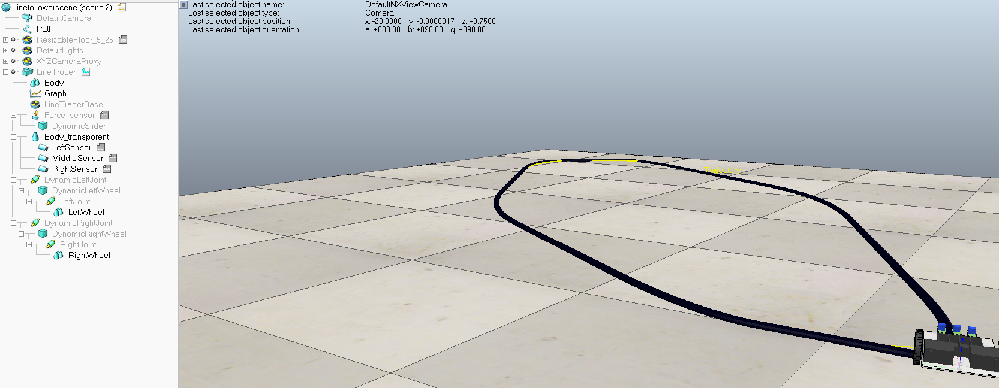 linefollowerscene (scene 2)
DefaultCamera
Path
ResizableFloor_5_25
DefaultLights
XYZCameraProxy
LineTracer
Body
Graph
LineTracerBase
Force_sensor
DynamicSlider
Body_transparent
LeftSensor
MiddleSensor
RightSensor
DynamicLeftJoint
DynamicLeftWheel
LeftJoint
LeftWheel
DynamicRightJoint
DynamicRightWheel
RightJoint
RightWheel
Last selected object name: DefaultNXViewCamera
Last selected object type: Camera
Last selected object position: x: -20.0000 y: -0.0000017 z: +0.7500
Last selected object orientation: a: +000.00 b: +090.00 g: +090.00